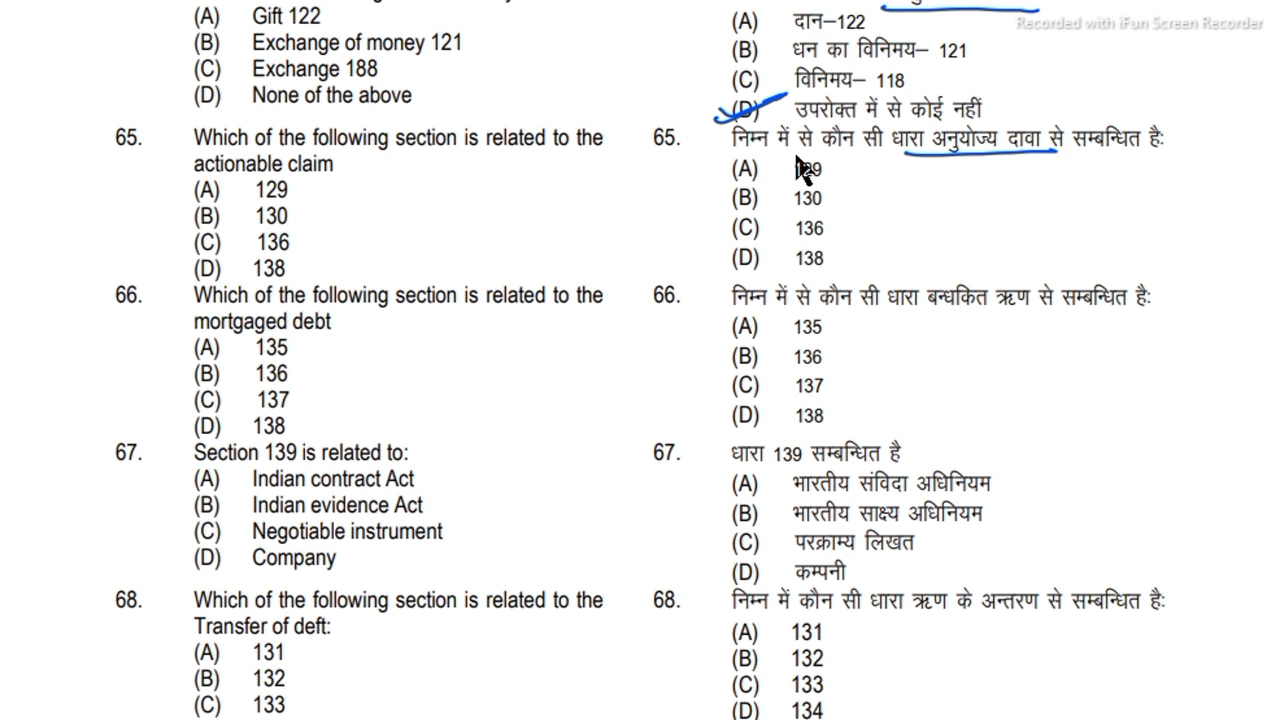 (A) Gift 122
(B) Exchange of money 121
(C) Exchange 188
(D) None of the above
65. Which of the following section is related to the
actionable claim
(A) 129
(B) 130
(C) 136
(D) 138
66. Which of the following section is related to the
mortgaged debt
(A) 135
(B) 136
(C) 137
(D) 138
67. Section 139 is related to:
(A) Indian contract Act
(B) Indian evidence Act
(C) Negotiable instrument
(D) Company
68. Which of the following section is related to the
Transfer of deft:
(A) 131
(B) 132
(C) 133
Recorded with iFun Screen Recorder
(A) दान–122
(B) धन का विनिमय– 121
(C) विनिमय– 118
(D) उपरोक्त में से कोई नहीं
65. निम्न में से कौन सी धारा अनुयोज्य दावा से सम्बन्धित है:
(A) 129
(B) 130
(C) 136
(D) 138
66. निम्न में से कौन सी धारा बन्धकित ऋण से सम्बन्धित है:
(A) 135
(B) 136
(C) 137
(D) 138
67. धारा 139 सम्बन्धित है
(A) भारतीय संविदा अधिनियम
(B) भारतीय साक्ष्य अधिनियम
(C) परक्राम्य लिखत
(D) कम्पनी
68. निम्न में कौन सी धारा ऋण के अन्तरण से सम्बन्धित है:
(A) 131
(B) 132
(C) 133
(D) 134